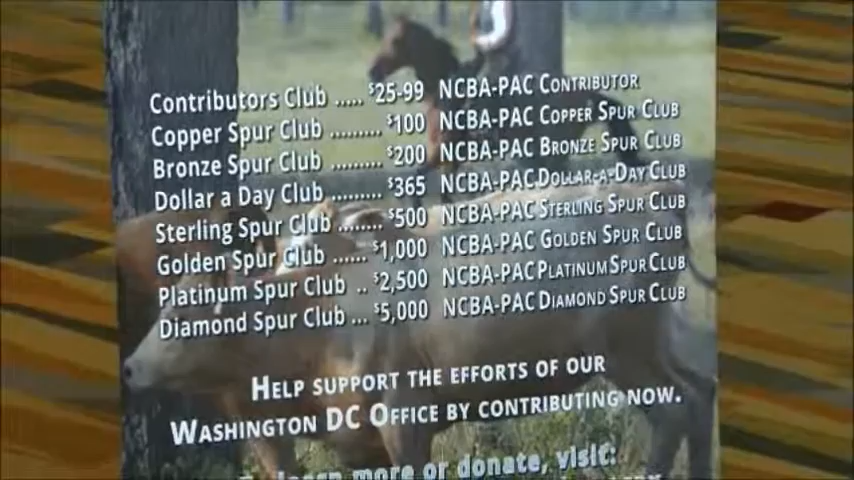 Contributors Club ..... $25-99 NCBA-PAC CONTRIBUTOR
Copper Spur Club ......... $100 NCBA-PAC COPPER SPUR CLUB
Bronze Spur Club ......... $200 NCBA-PAC BRONZE SPUR CLUB
Dollar a Day Club ......... $365 NCBA-PAC DOLLAR-A-DAY CLUB
Sterling Spur Club ........ $500 NCBA-PAC STERLING SPUR CLUB
Golden Spur Club ...... $1,000 NCBA-PAC GOLDEN SPUR CLUB
Platinum Spur Club .. $2,500 NCBA-PAC PLATINUM SPUR CLUB
Diamond Spur Club ... $5,000 NCBA-PAC DIAMOND SPUR CLUB
HELP SUPPORT THE EFFORTS OF OUR
WASHINGTON DC OFFICE BY CONTRIBUTING NOW.
learn more or donate, visit: